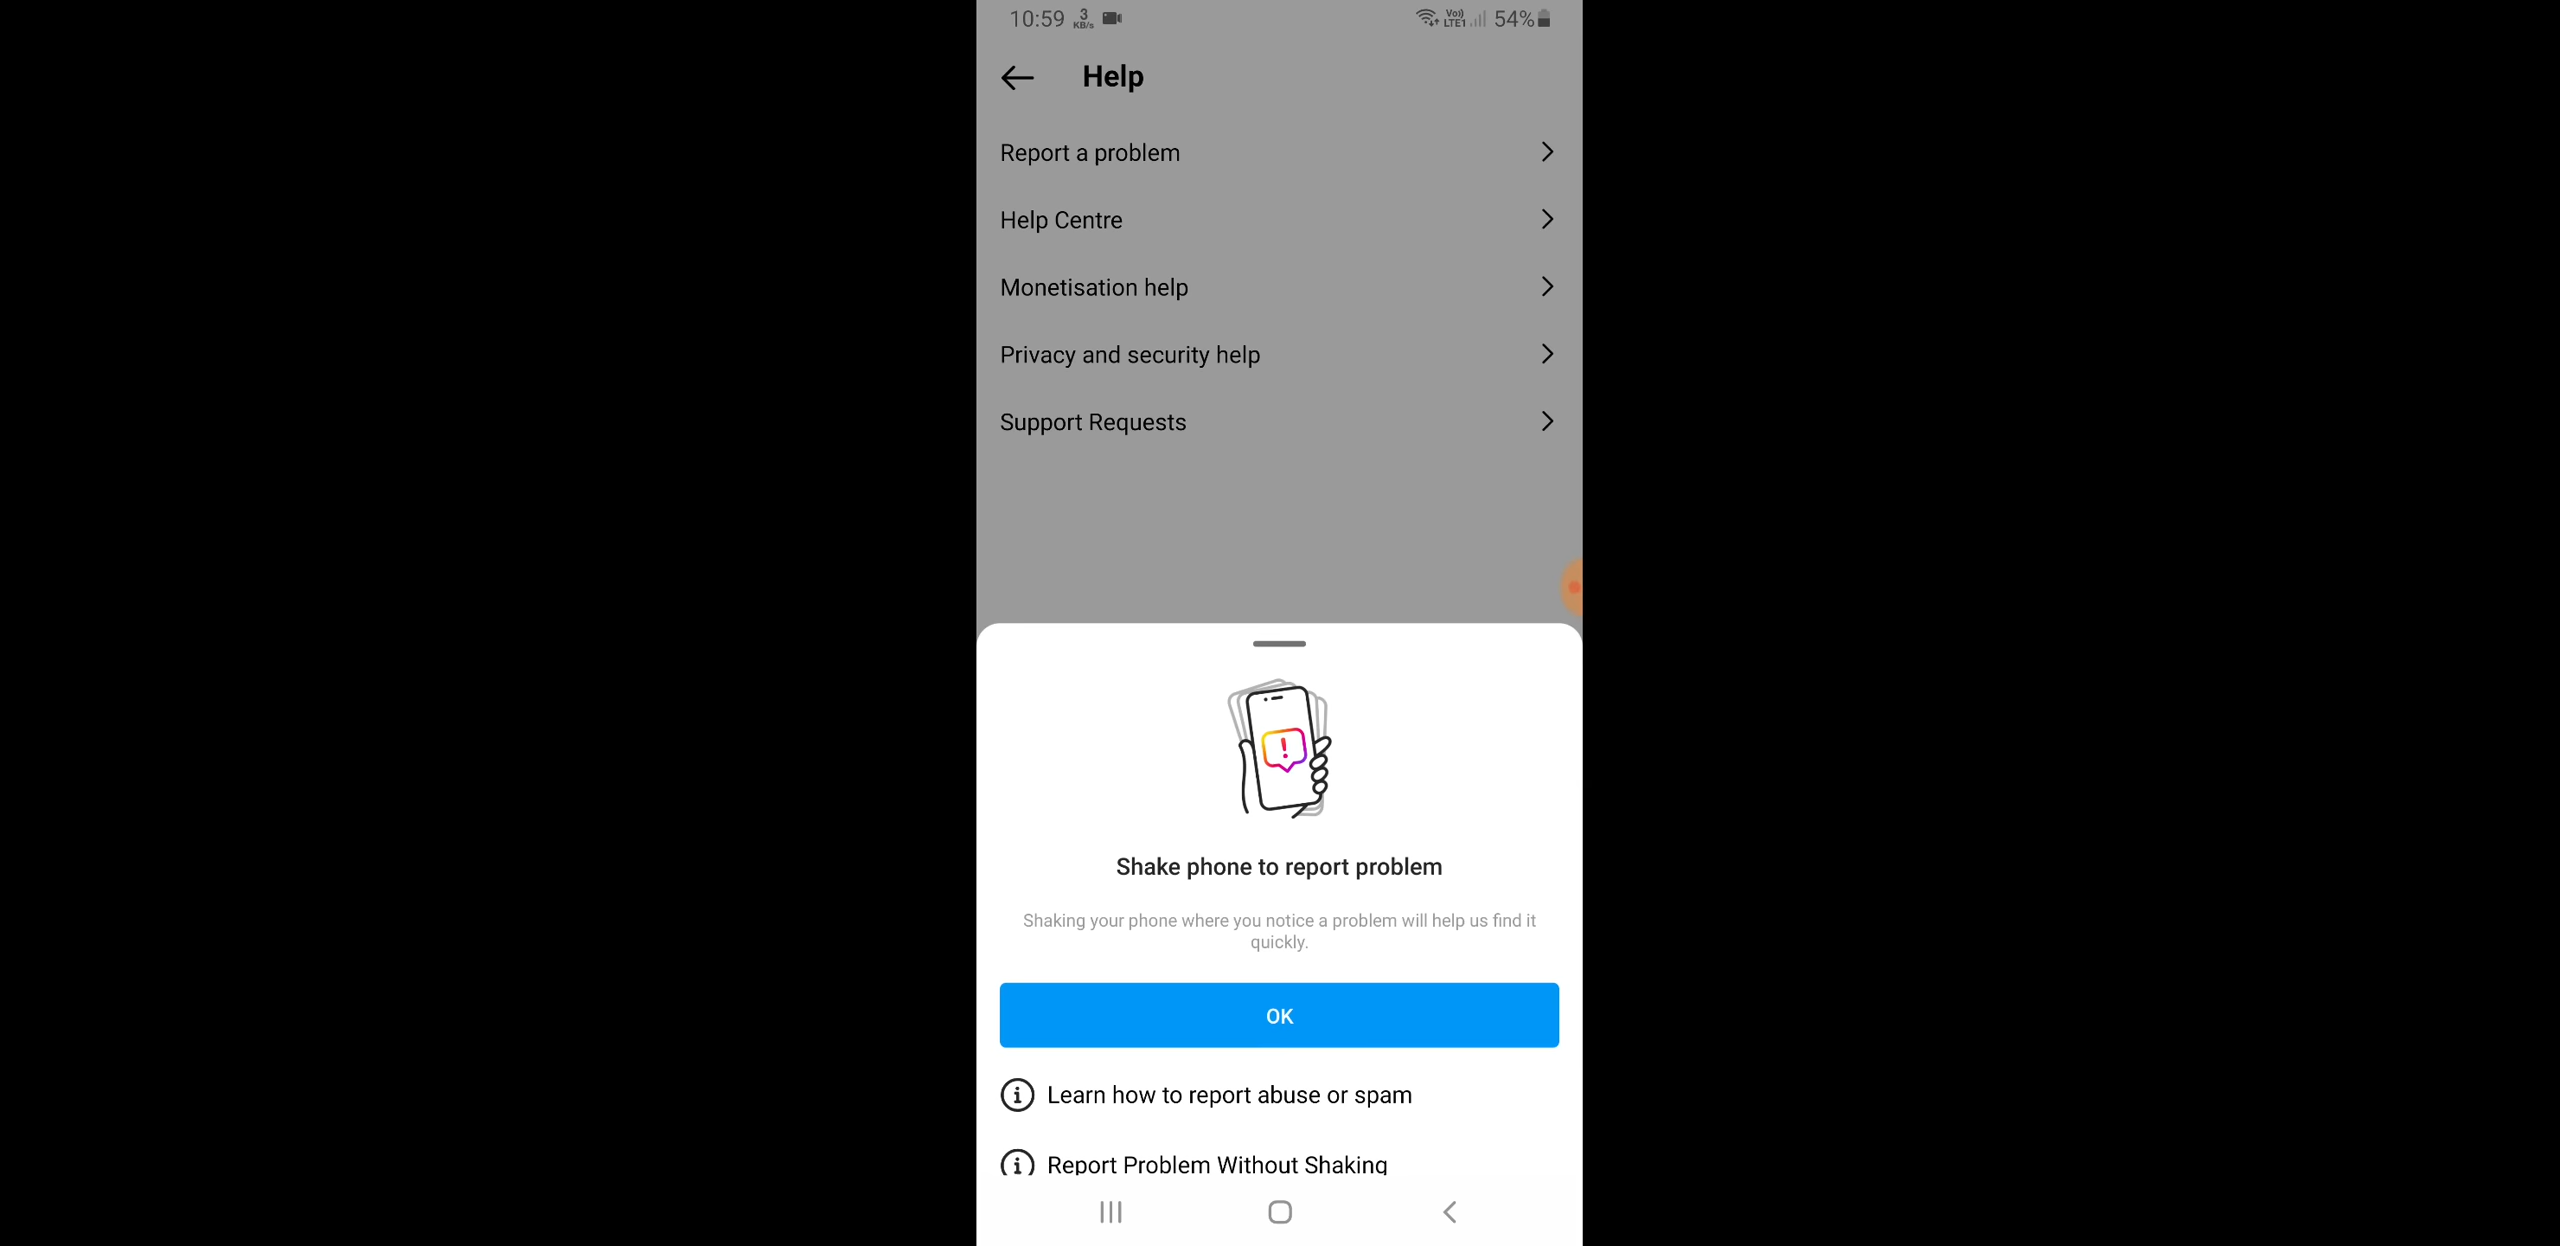 10:59 3 KB/s Vo)) LTE1 54%
Help
Report a problem
Help Centre
Monetisation help
Privacy and security help
Support Requests
Shake phone to report problem
Shaking your phone where you notice a problem will help us find it
quickly.
OK
Learn how to report abuse or spam
Report Problem Without Shaking